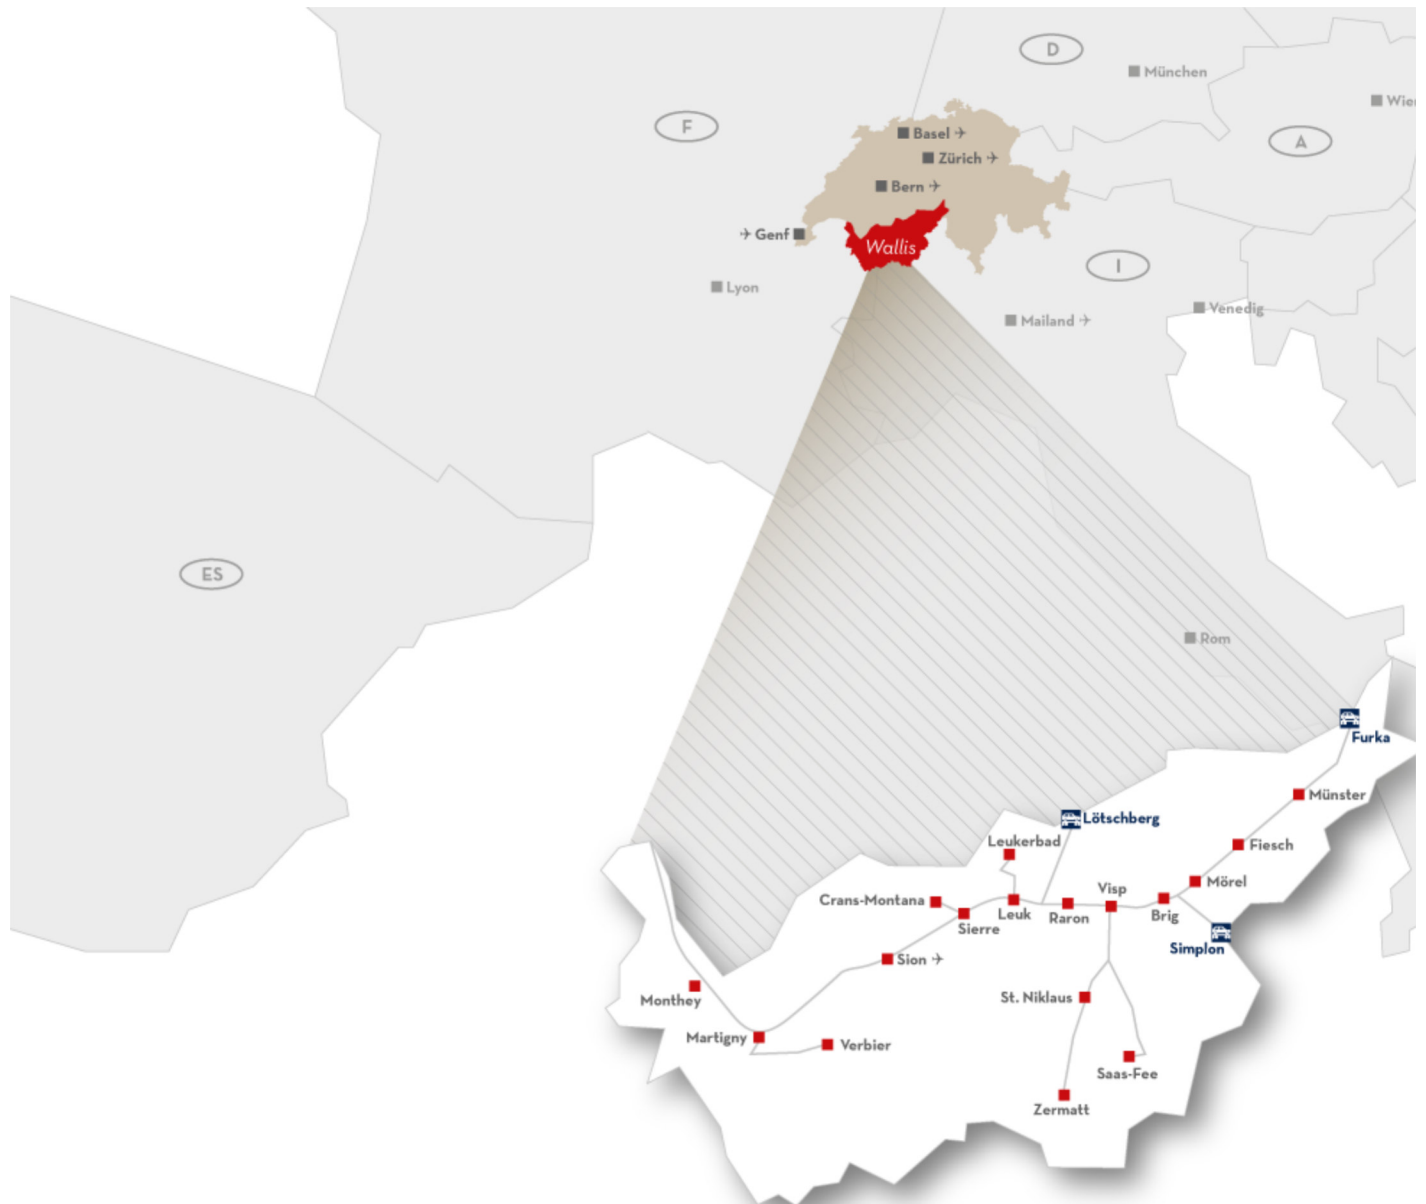 D
München
Wien
F
A
Basel ✈
Zürich ✈
Bern ✈
✈ Genf
Wallis
I
Lyon
Venedig
Mailand ✈
ES
Rom
Furka
Münster
Lötschberg
Leukerbad
Fiesch
Mörel
Visp
Crans-Montana
Leuk
Raron
Brig
Sierre
Simplon
Sion ✈
St. Niklaus
Monthey
Martigny
Verbier
Saas-Fee
Zermatt